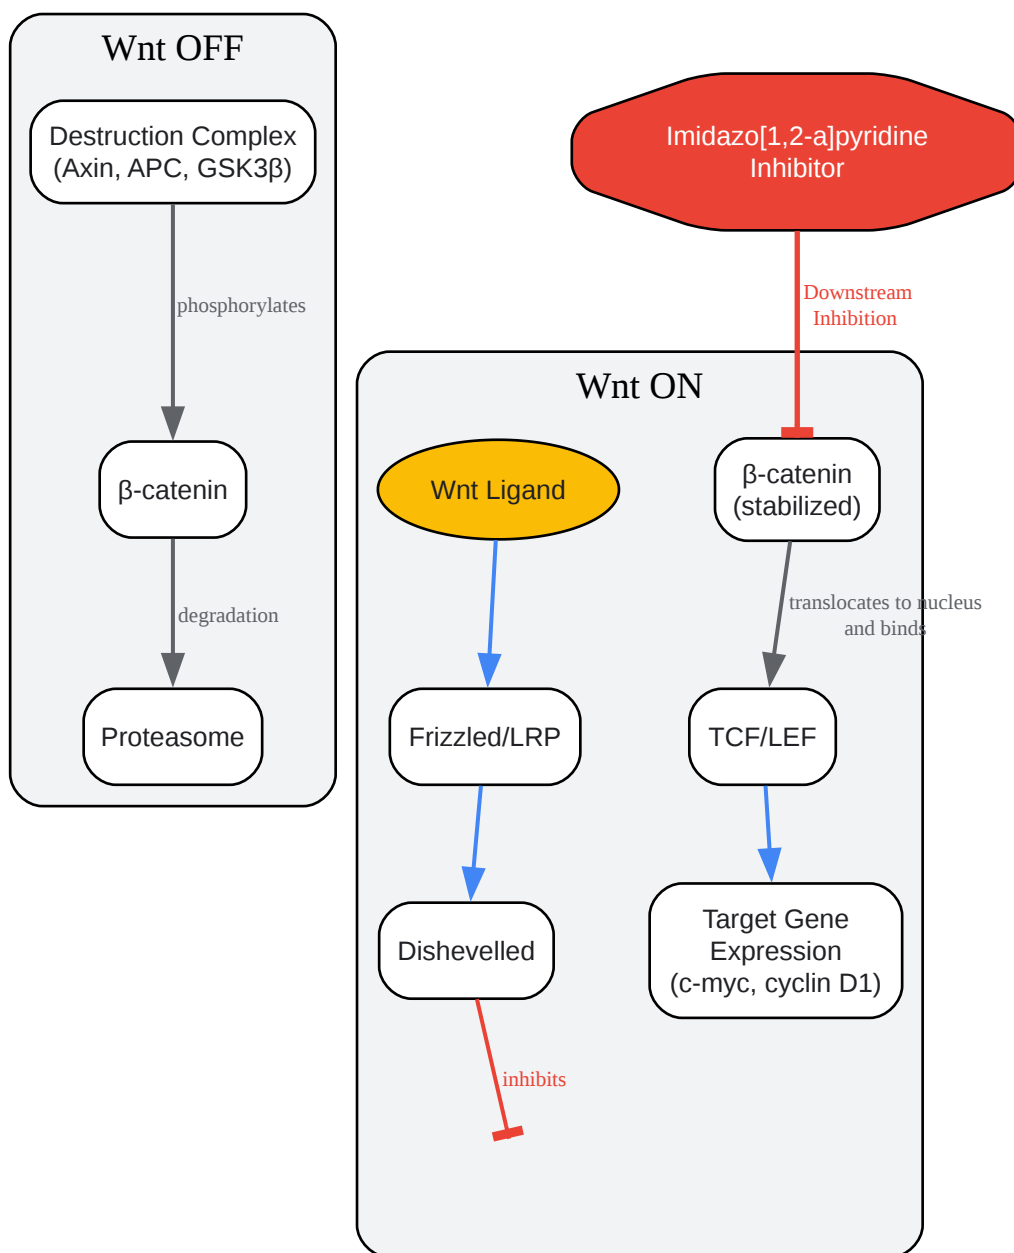 Wnt OFF
Destruction Complex
(Axin, APC, GSK3β)
phosphorylates
β-catenin
degradation
Proteasome
Imidazo[1,2-a]pyridine
Inhibitor
Downstream
Inhibition
Wnt ON
Wnt Ligand
Frizzled/LRP
Dishevelled
inhibits
β-catenin
(stabilized)
translocates to nucleus
and binds
TCF/LEF
Target Gene
Expression
(c-myc, cyclin D1)